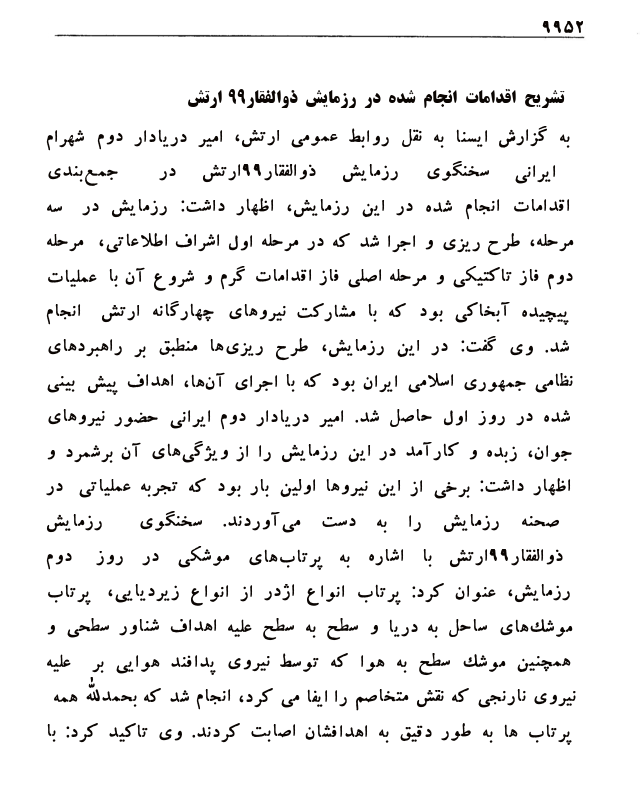 ۹۹۵۲
تشریح اقدامات انجام شده در رزمایش ذوالفقار۹۹ ارتش
به گزارش ایسنا به نقل روابط عمومی ارتش، امیر دریادار دوم شهرام
ایرانی سخنگوی رزمایش ذوالفقار۹۹ارتش در جمع‌بندی
اقدامات انجام شده در این رزمایش، اظهار داشت: رزمایش در سه
مرحله، طرح ریزی و اجرا شد که در مرحله اول اشراف اطلاعاتی، مرحله
دوم فاز تاکتیکی و مرحله اصلی فاز اقدامات گرم و شروع آن با عملیات
پیچیده آبخاکی بود که با مشارکت نیروهای چهارگانه ارتش انجام
شد. وی گفت: در این رزمایش، طرح ریزی‌ها منطبق بر راهبردهای
نظامی جمهوری اسلامی ایران بود که با اجرای آن‌ها، اهداف پیش بینی
شده در روز اول حاصل شد. امیر دریادار دوم ایرانی حضور نیروهای
جوان، زبده و کارآمد در این رزمایش را از ویژگی‌های آن برشمرد و
اظهار داشت: برخی از این نیروها اولین بار بود که تجربه عملیاتی در
صحنه رزمایش را به دست می‌آوردند. سخنگوی رزمایش
ذوالفقار۹۹ارتش با اشاره به پرتاب‌های موشکی در روز دوم
رزمایش، عنوان کرد: پرتاب انواع اژدر از انواع زیردیایی، پرتاب
موشك‌های ساحل به دریا و سطح به سطح علیه اهداف شناور سطحی و
همچنین موشك سطح به هوا که توسط نیروی پدافند هوایی بر علیه
نیروی نارنجی که نقش متخاصم را ایفا می کرد، انجام شد که بحمدلله همه
پرتاب ها به طور دقیق به اهدافشان اصابت کردند. وی تاکید کرد: با